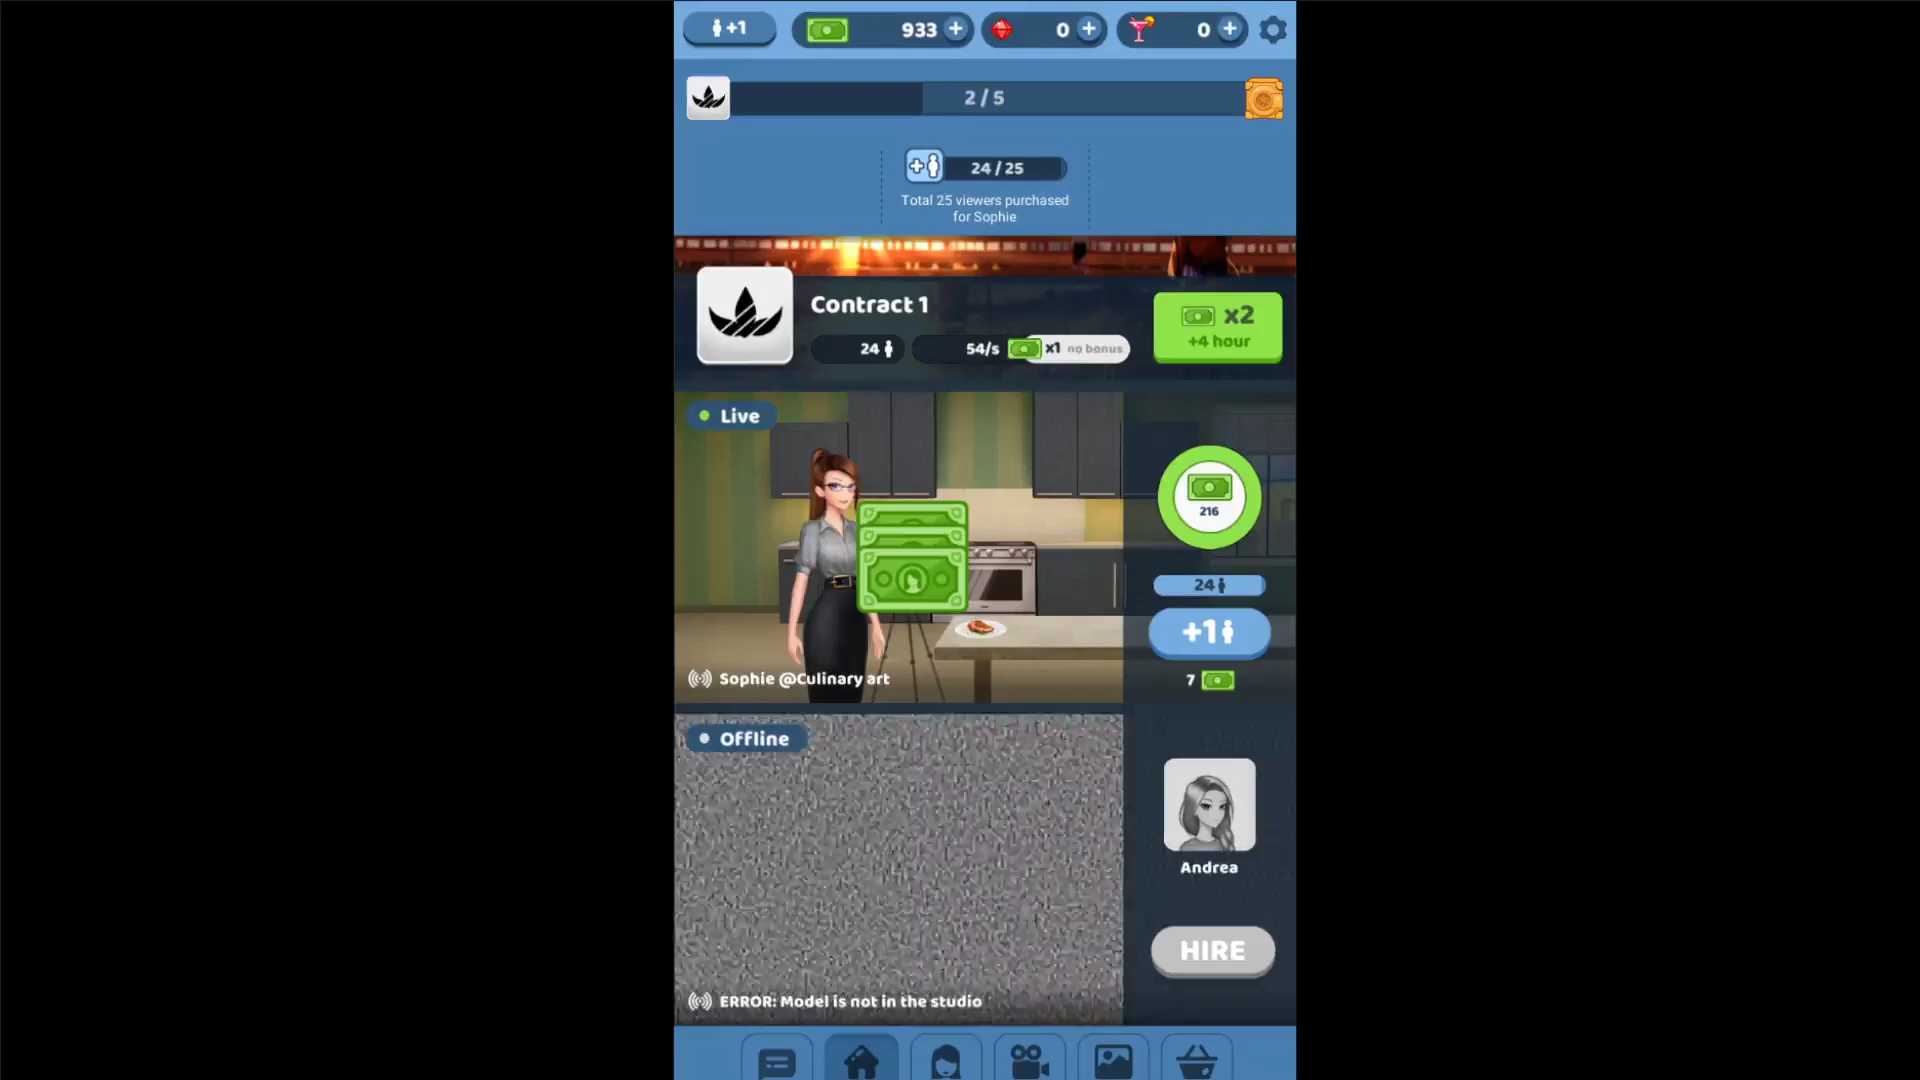 +1
933
0
0
2 / 5
24 / 25
Total 25 viewers purchased
for Sophie
Contract 1
24
54/s
x1 no bonus
x2
+4 hour
Live
216
24
+1
7
Sophie @Culinary art
Offline
Andrea
HIRE
ERROR: Model is not in the studio